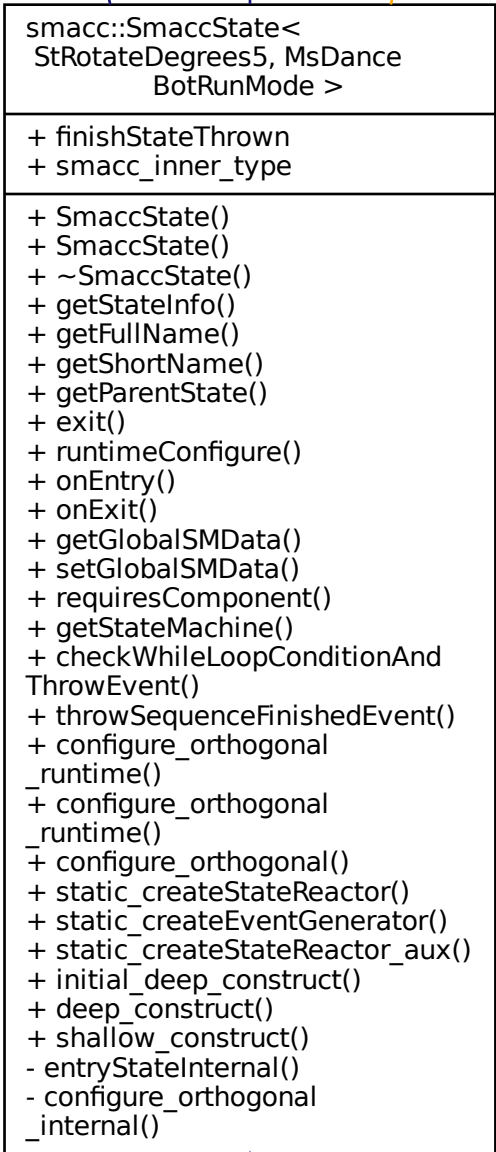 smacc::SmaccState<
StRotateDegrees5, MsDance
BotRunMode >
+ finishStateThrown
+ smacc_inner_type
+ SmaccState()
+ SmaccState()
+ ~SmaccState()
+ getStateInfo()
+ getFullName()
+ getShortName()
+ getParentState()
+ exit()
+ runtimeConfigure()
+ onEntry()
+ onExit()
+ getGlobalSMData()
+ setGlobalSMData()
+ requiresComponent()
+ getStateMachine()
+ checkWhileLoopConditionAnd
ThrowEvent()
+ throwSequenceFinishedEvent()
+ configure_orthogonal
_runtime()
+ configure_orthogonal
_runtime()
+ configure_orthogonal()
+ static_createStateReactor()
+ static_createEventGenerator()
+ static_createStateReactor_aux()
+ initial_deep_construct()
+ deep_construct()
+ shallow_construct()
- entryStateInternal()
- configure_orthogonal
_internal()